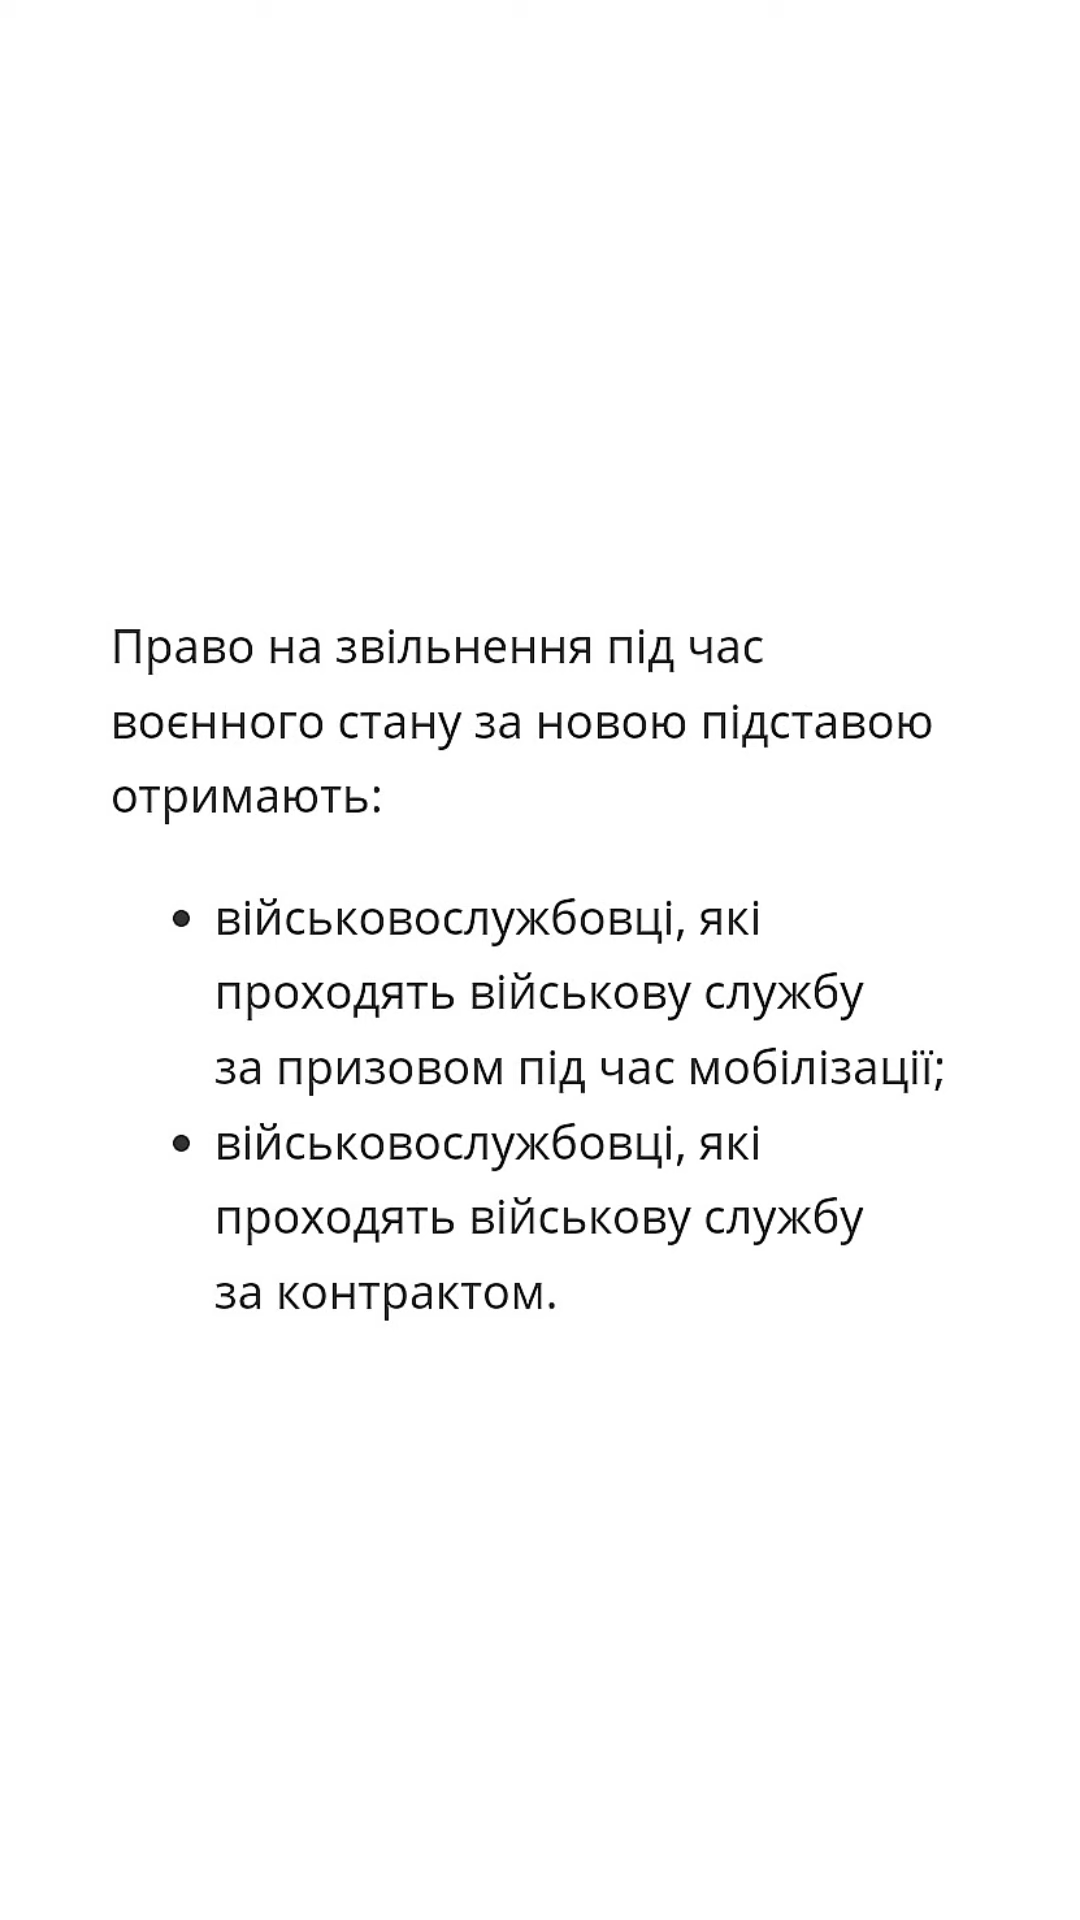 Право на звільнення під час
воєнного стану за новою підставою
отримають:
• військовослужбовці, які
проходять військову службу
за призовом під час мобілізації;
• військовослужбовці, які
проходять військову службу
за контрактом.